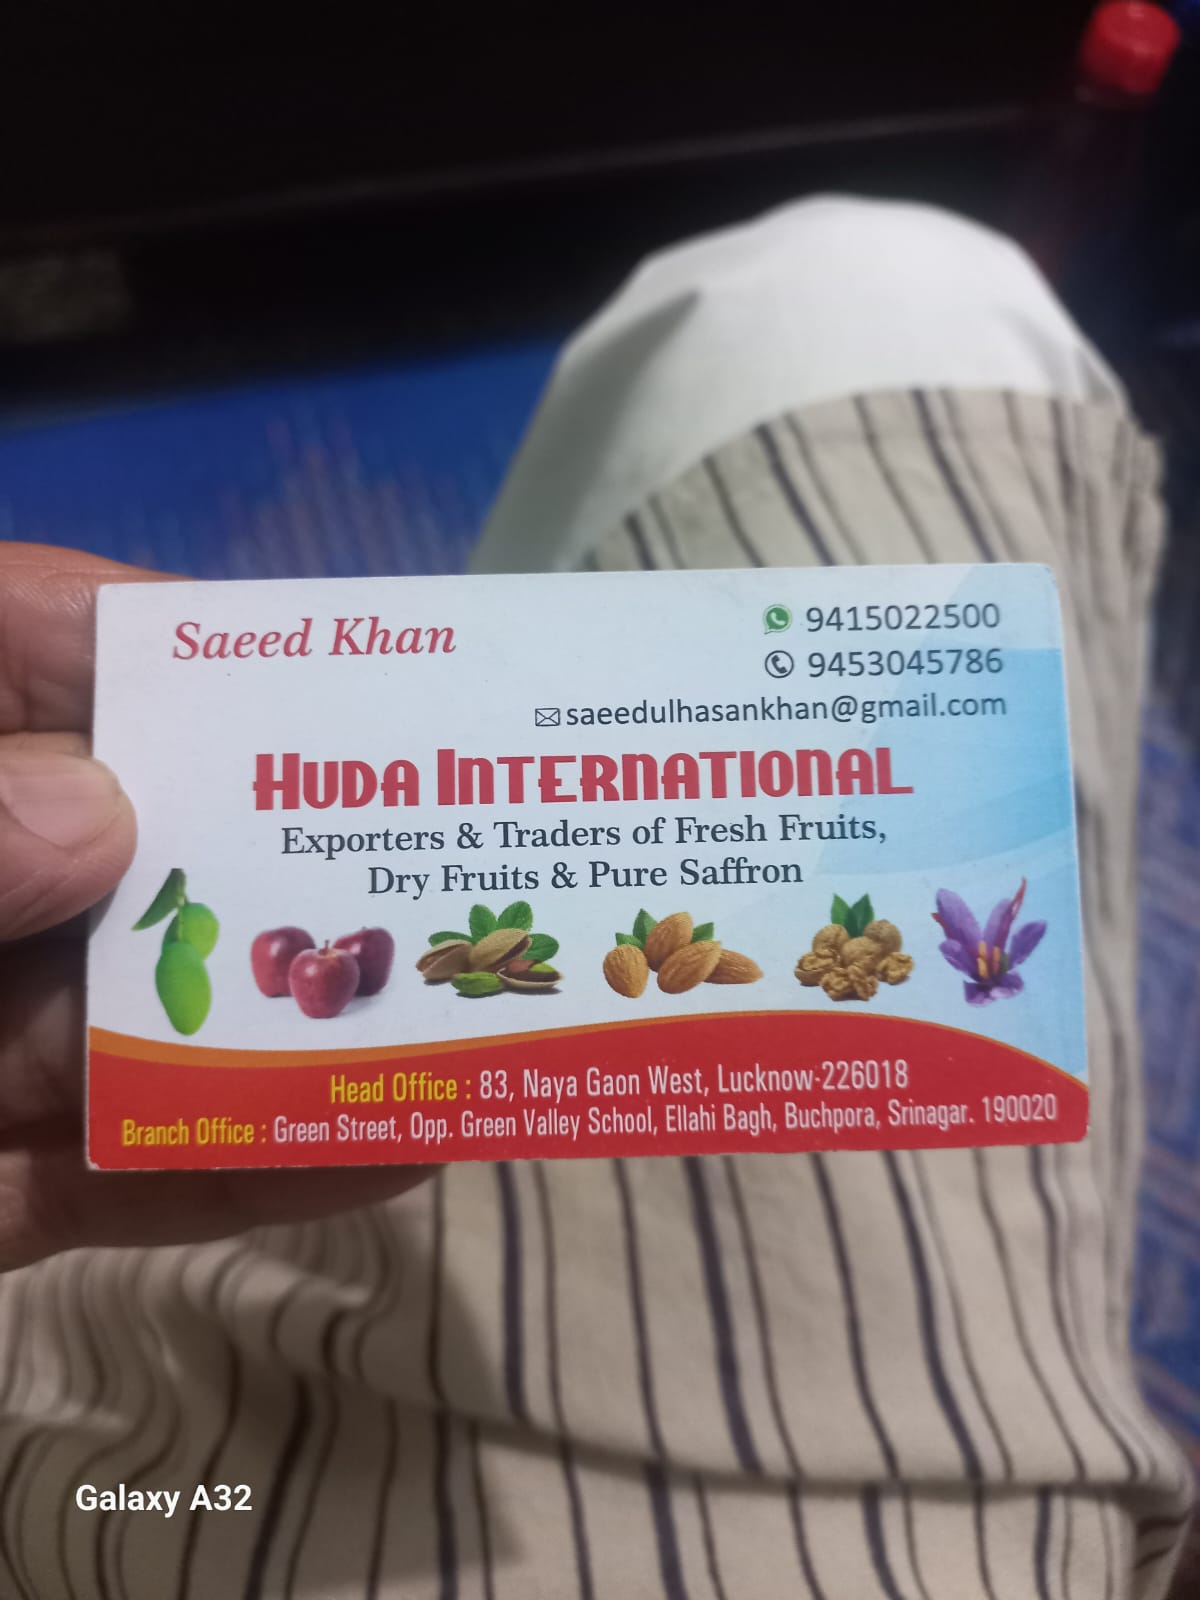 Saeed Khan
9415022500
9453045786
saeedulhasankhan@gmail.com
HUDA INTERNATIONAL
Exporters & Traders of Fresh Fruits,
Dry Fruits & Pure Saffron
Head Office : 83, Naya Gaon West, Lucknow-226018
Branch Office : Green Street, Opp. Green Valley School, Ellahi Bagh, Buchpora, Srinagar. 190020
Galaxy A32